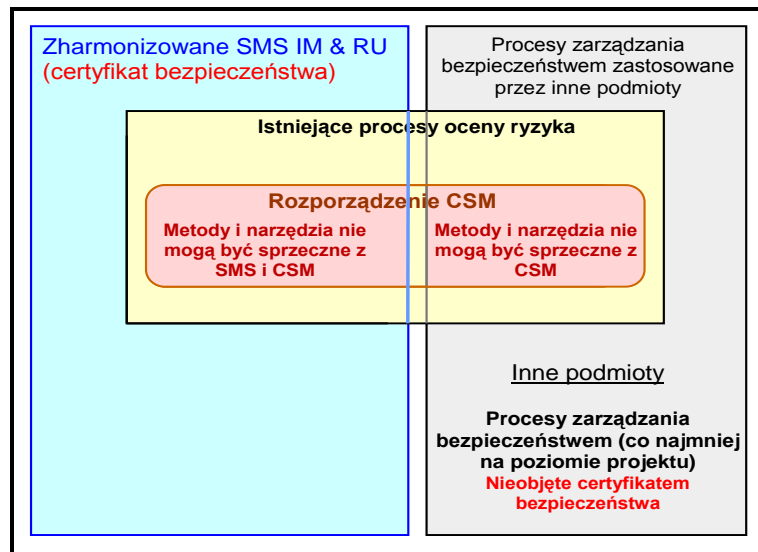 Zharmonizowane SMS IM & RU
(certyfikat bezpieczeństwa)
Procesy zarządzania
bezpieczeństwem zastosowane
przez inne podmioty
Istniejące procesy oceny ryzyka
Rozporządzenie CSM
Metody i narzędzia nie
mogą być sprzeczne z
SMS i CSM
Metody i narzędzia nie
mogą być sprzeczne z
CSM
Inne podmioty
Procesy zarządzania
bezpieczeństwem (co najmniej
na poziomie projektu)
Nieobjęte certyfikatem
bezpieczeństwa